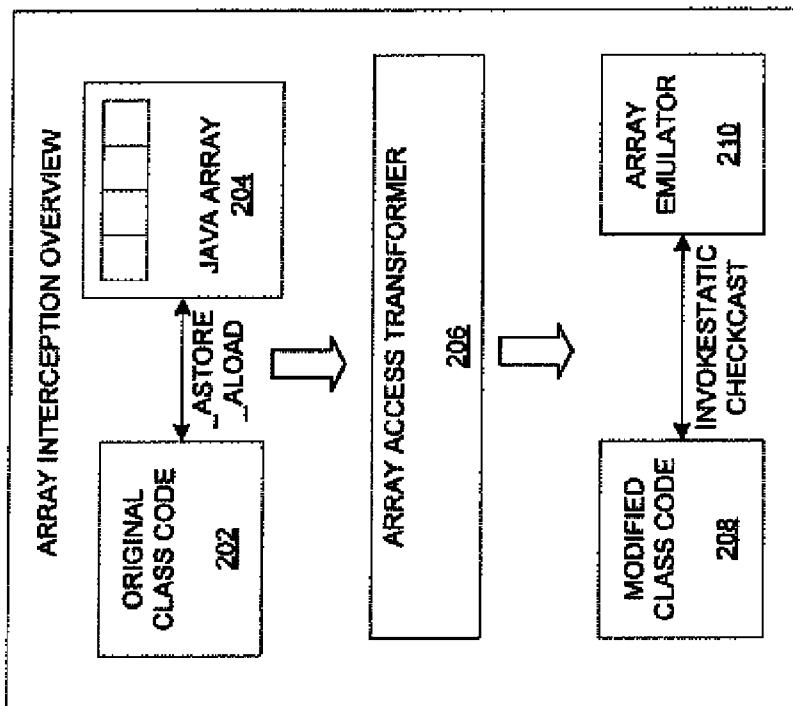 ARRAY INTERCEPTION OVERVIEW
ORIGINAL
CLASS CODE
202
_ASTORE
_ALOAD
JAVA ARRAY
204
ARRAY ACCESS TRANSFORMER
206
MODIFIED
CLASS CODE
208
INVOKESTATIC
CHECKCAST
ARRAY
EMULATOR
210